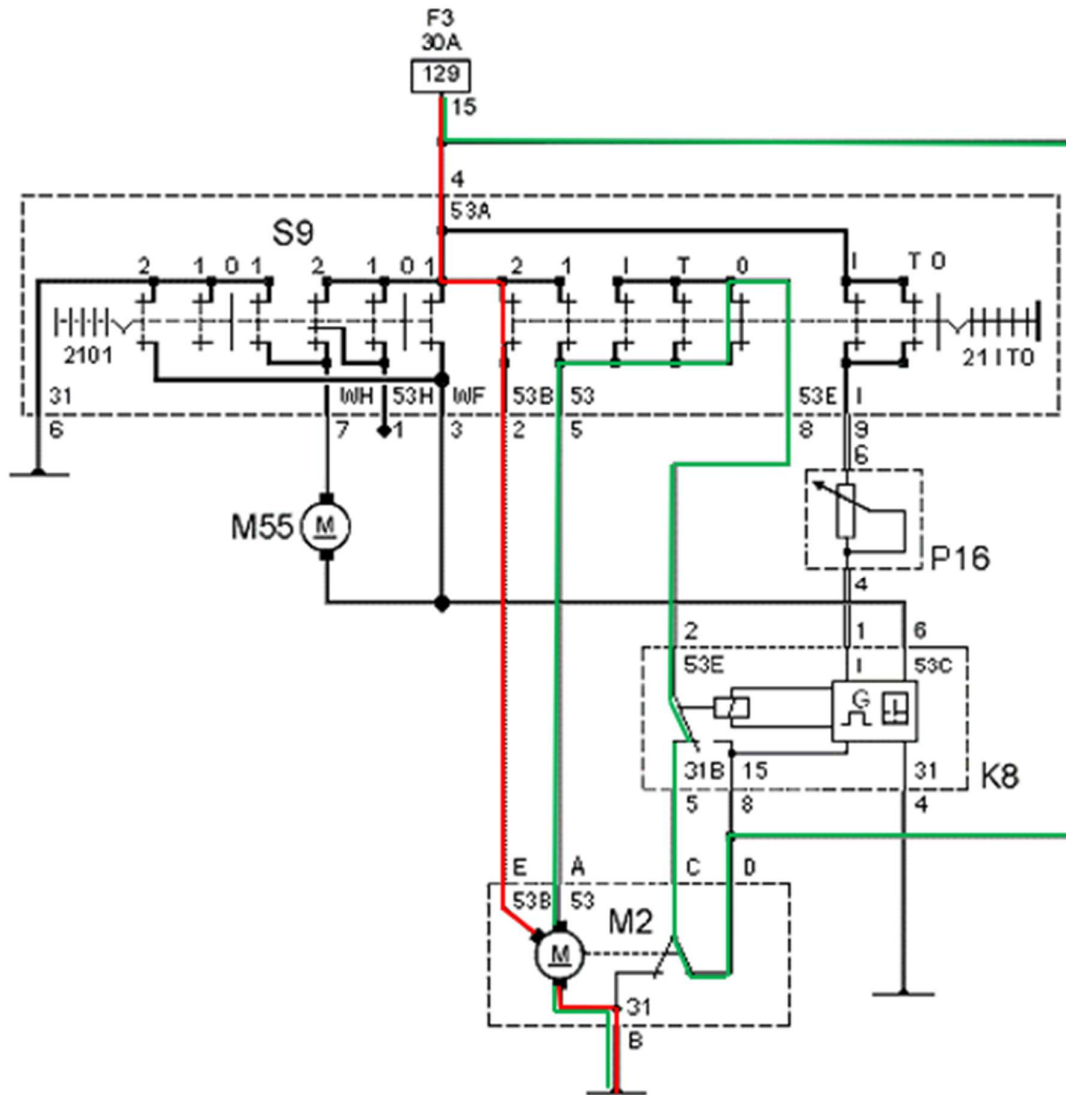 F3
30A
129
15
4
53A
S9
2 1 0 1 2 1 0 1 2 1 I T 0 I T 0
2101
21ITO
31 WH 53H WF 53B 53 53E I
6 7 1 3 2 5 8 9
6
M55
M
P16
4
2 1 6
53E I 53C
G
31B 15 31
K8
5 8 4
E A C D
53B 53
M2
M
31
B